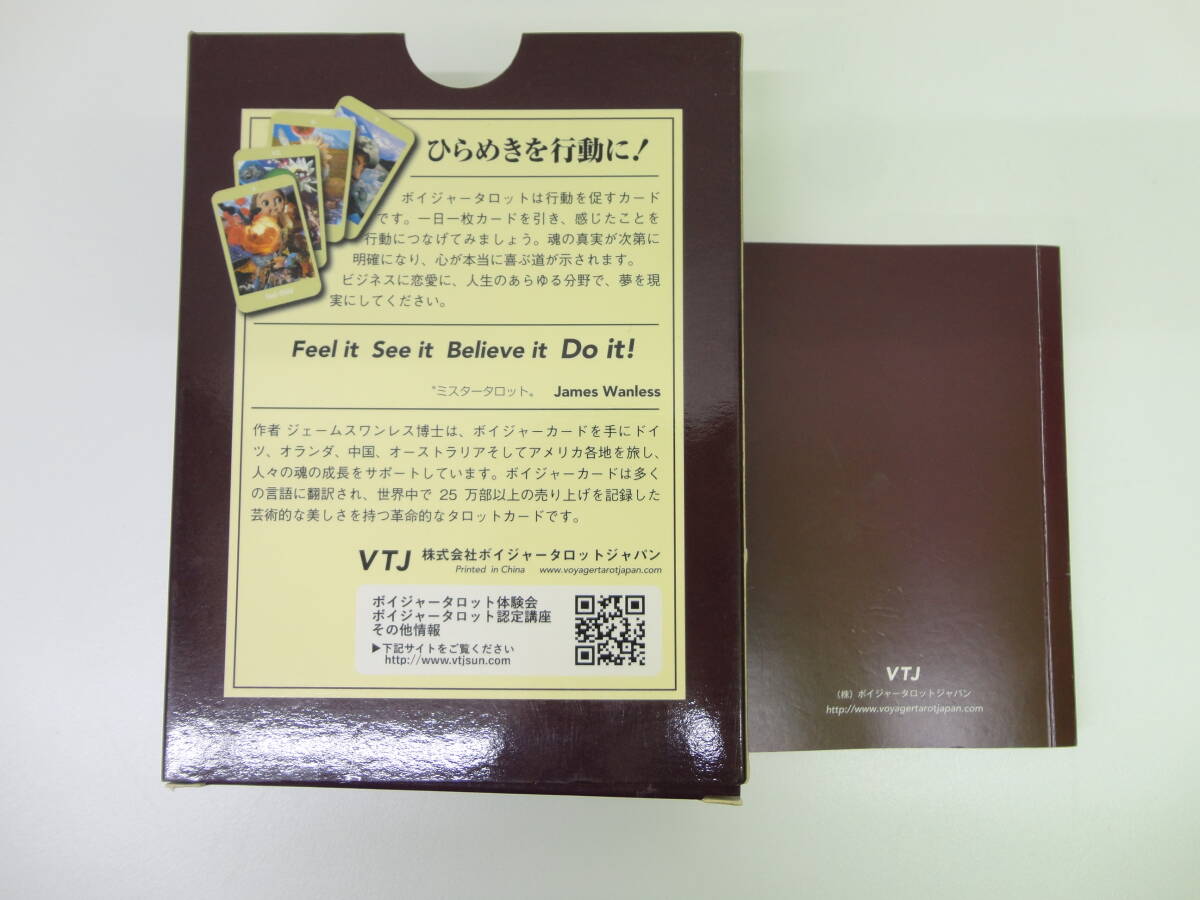 ひらめきを行動に!
ボイジャータロットは行動を促すカード
です。一日一枚カードを引き、感じたことを
行動につなげてみましょう。魂の真実が次第に
明確になり、心が本当に喜ぶ道が示されます。
ビジネスに恋愛に、人生のあらゆる分野で、夢を現
実にしてください。
Feel it See it Believe it Do it!
*ミスタータロット。 James Wanless
作者 ジェームスワンレス博士は、ボイジャーカードを手にドイ
ツ、オランダ、中国、オーストラリアそしてアメリカ各地を旅し、
人々の魂の成長をサポートしています。ボイジャーカードは多く
の言語に翻訳され、世界中で 25 万部以上の売り上げを記録した
芸術的な美しさを持つ革命的なタロットカードです。
VTJ 株式会社ボイジャータロットジャパン
Printed in China www.voyagertarotjapan.com
ボイジャータロット体験会
ボイジャータロット認定講座
その他情報
▶下記サイトをご覧ください
http://www.vtjsun.com
VTJ
(株)ボイジャータロットジャパン
http://www.voyagertarotjapan.com